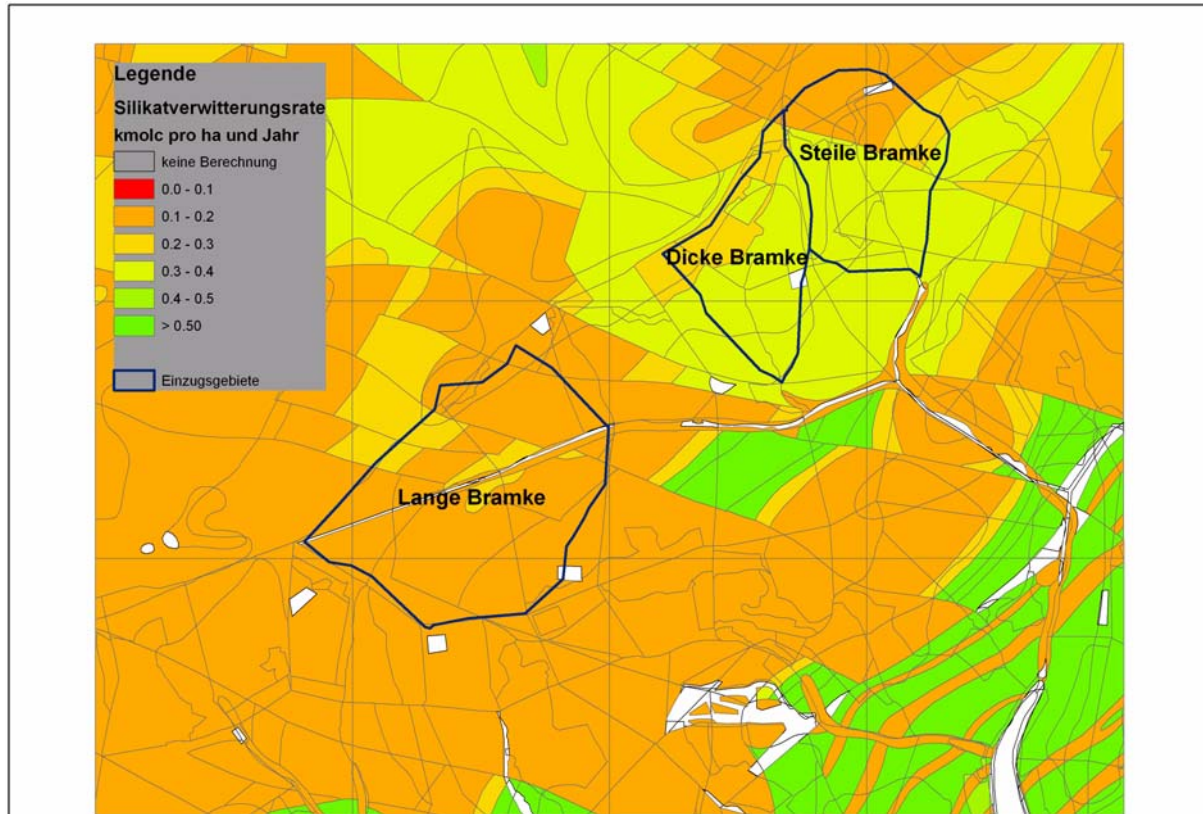 Legende
Silikatverwitterungsrate
kmolc pro ha und Jahr
keine Berechnung
0.0 - 0.1
0.1 - 0.2
0.2 - 0.3
0.3 - 0.4
0.4 - 0.5
> 0.50
Einzugsgebiete
Steile Bramke
Dicke Bramke
Lange Bramke